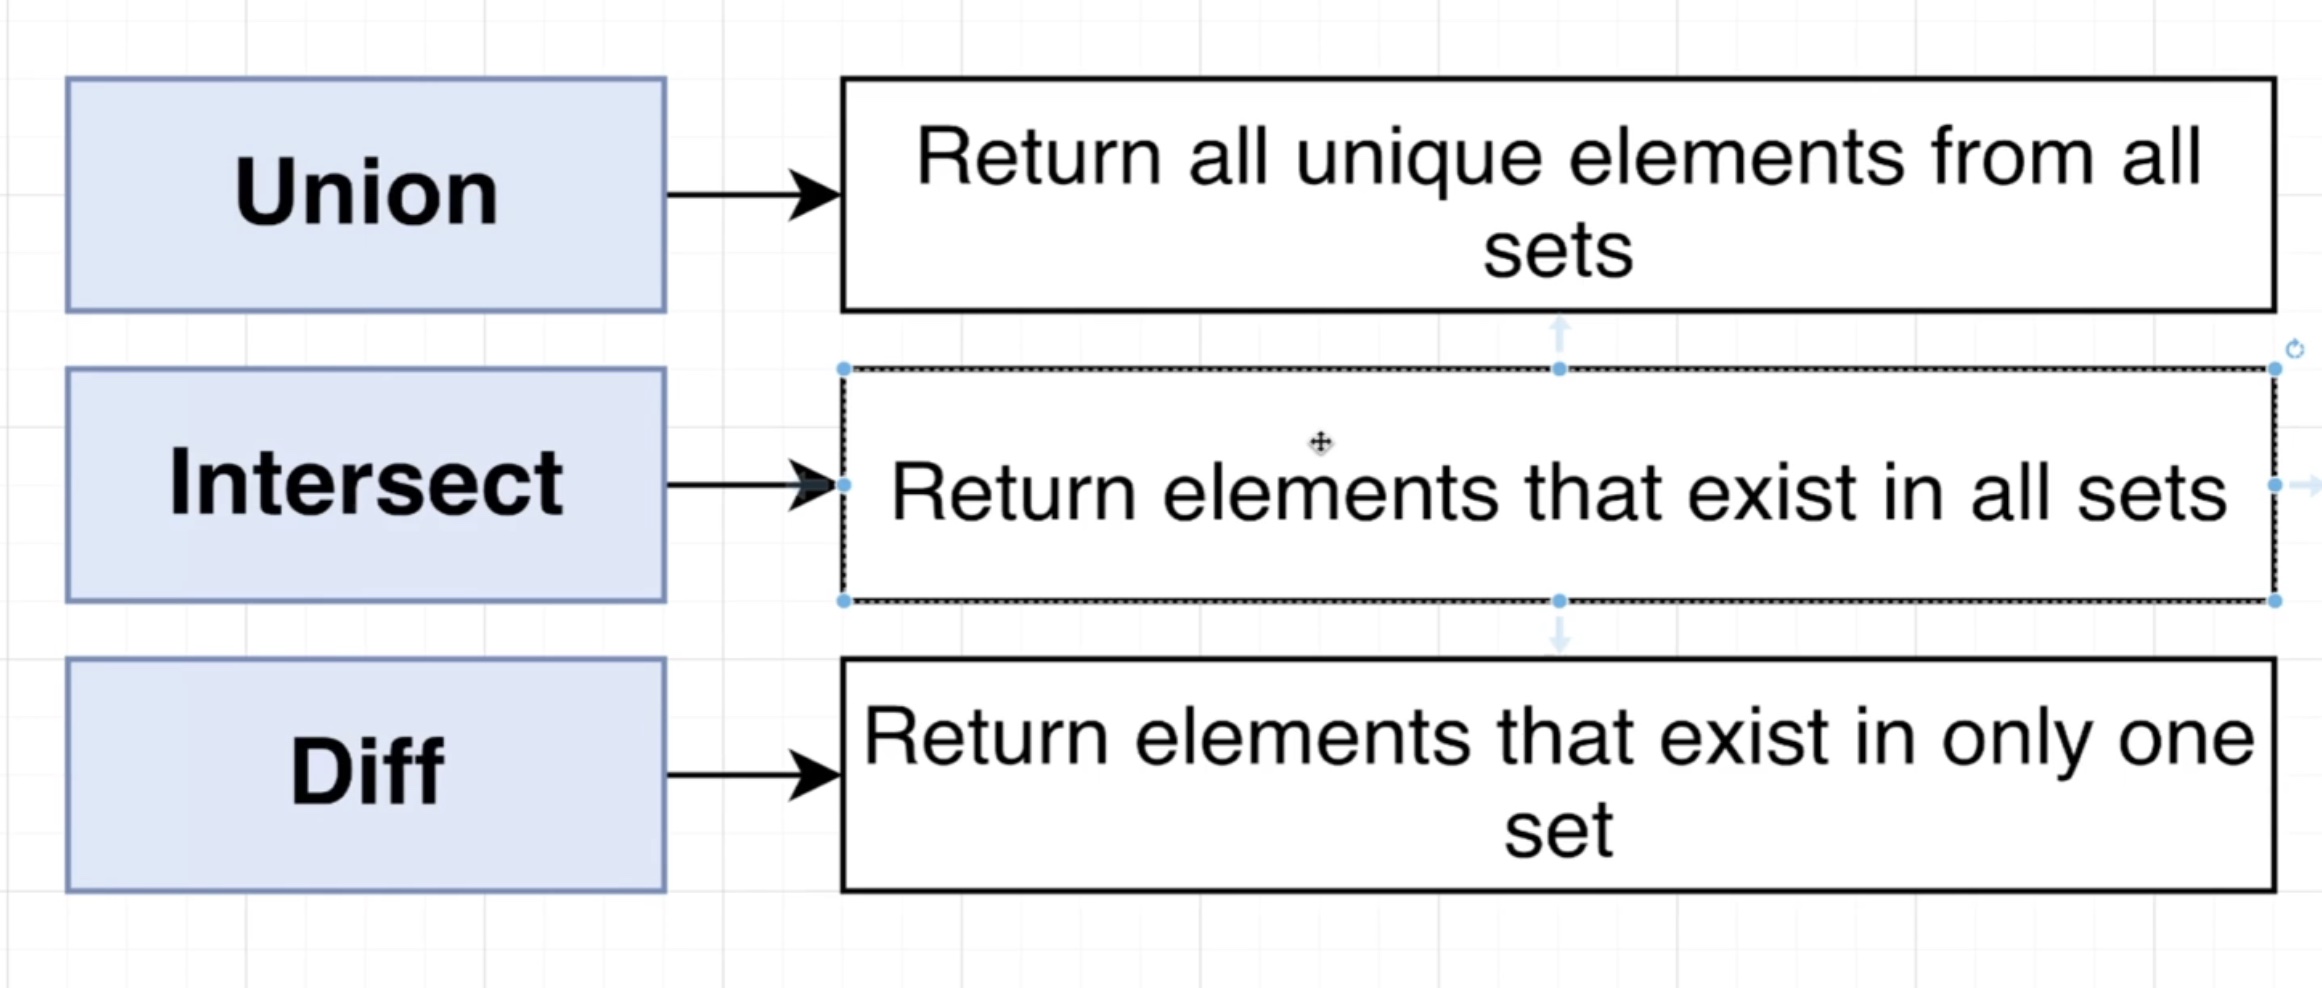 Union
Return all unique elements from all
sets
Intersect
Return elements that exist in all sets
Diff
Return elements that exist in only one
set